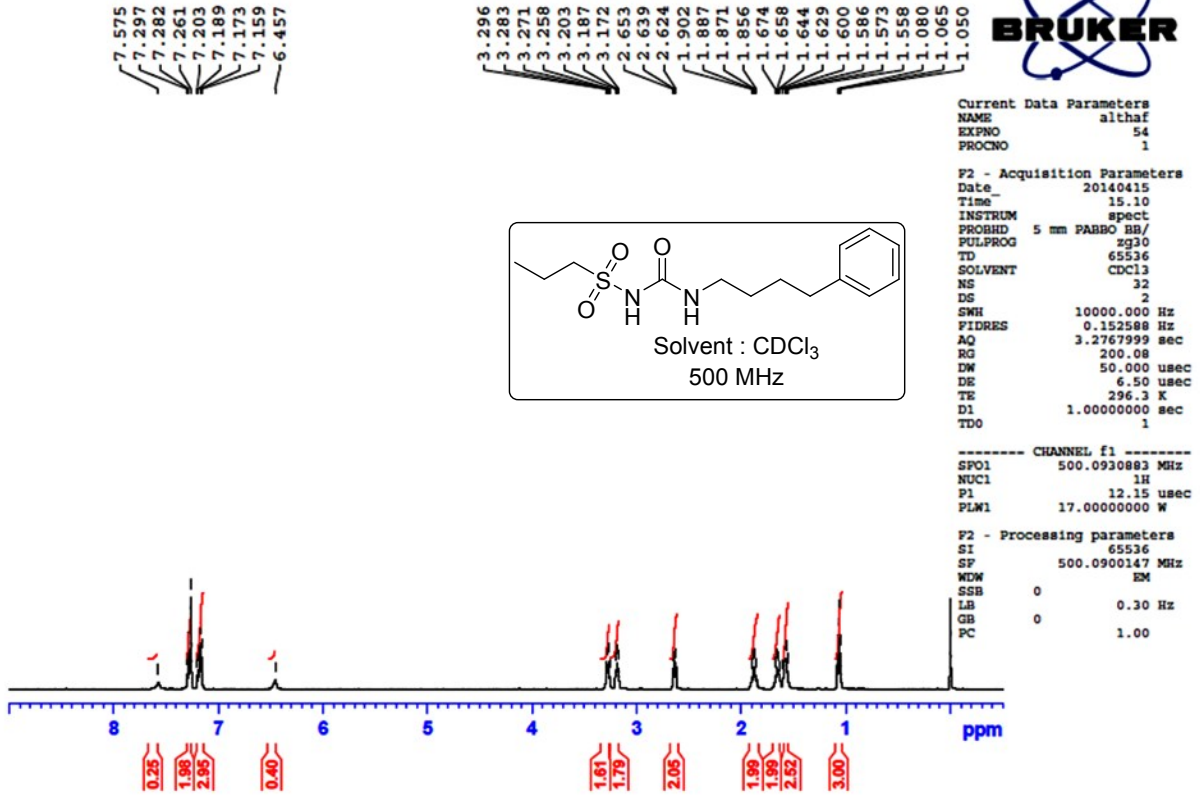 7.575
7.297
7.282
7.261
7.203
7.189
7.173
7.159
6.457
3.296
3.283
3.271
3.258
3.203
3.187
3.172
2.653
2.639
2.624
1.902
1.887
1.871
1.856
1.674
1.658
1.644
1.629
1.600
1.586
1.573
1.558
1.080
1.065
1.050
BRUKER
Current Data Parameters
NAME althaf
EXPNO 54
PROCNO 1
F2 - Acquisition Parameters
Date_ 20140415
Time 15.10
INSTRUM spect
PROBHD 5 mm PABBO BB/
PULPROG zg30
TD 65536
SOLVENT CDCl3
NS 32
DS 2
SWH 10000.000 Hz
FIDRES 0.152588 Hz
AQ 3.2767999 sec
RG 200.08
DW 50.000 usec
DE 6.50 usec
TE 296.3 K
D1 1.00000000 sec
TD0 1
-------- CHANNEL f1 --------
SFO1 500.0930883 MHz
NUC1 1H
P1 12.15 usec
PLW1 17.00000000 W
F2 - Processing parameters
SI 65536
SF 500.0900147 MHz
WDW EM
SSB 0
LB 0.30 Hz
GB 0
PC 1.00
O
O
S
O
N
H
N
H
Solvent : CDCl₃
500 MHz
8 7 6 5 4 3 2 1 ppm
0.25
1.98
2.95
0.40
1.61
1.79
2.05
1.99
1.99
2.52
3.00